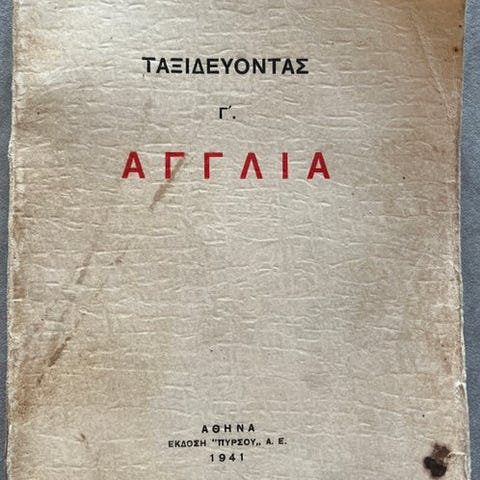 ΤΑΞΙΔΕΥΟΝΤΑΣ
Γ΄.
ΑΓΓΛΙΑ
ΑΘΗΝΑ
ΕΚΔΟΣΗ "ΠΥΡΣΟΥ„ Α. Ε.
1941